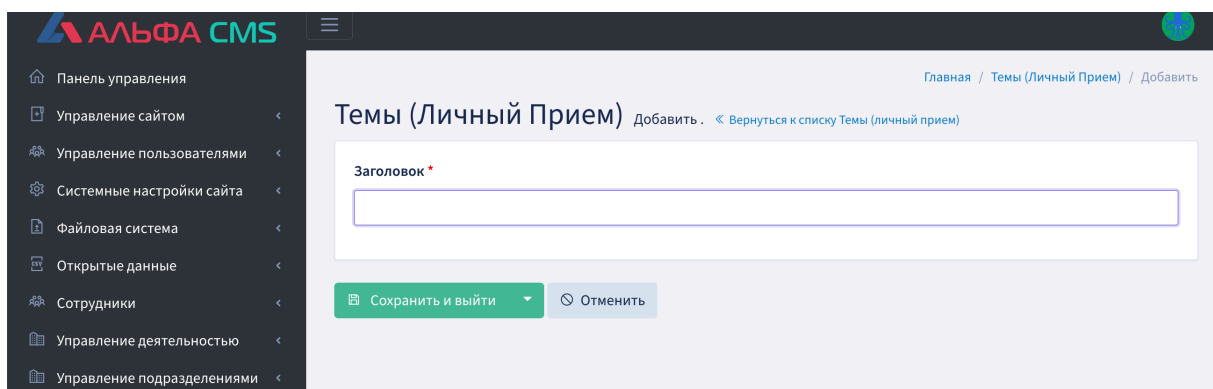 АЛЬФА CMS
Панель управления
Управление сайтом
Управление пользователями
Системные настройки сайта
Файловая система
Открытые данные
Сотрудники
Управление деятельностью
Управление подразделениями
Главная / Темы (Личный Прием) / Добавить
Темы (Личный Прием) Добавить . « Вернуться к списку Темы (личный прием)
Заголовок *
Сохранить и выйти Отменить